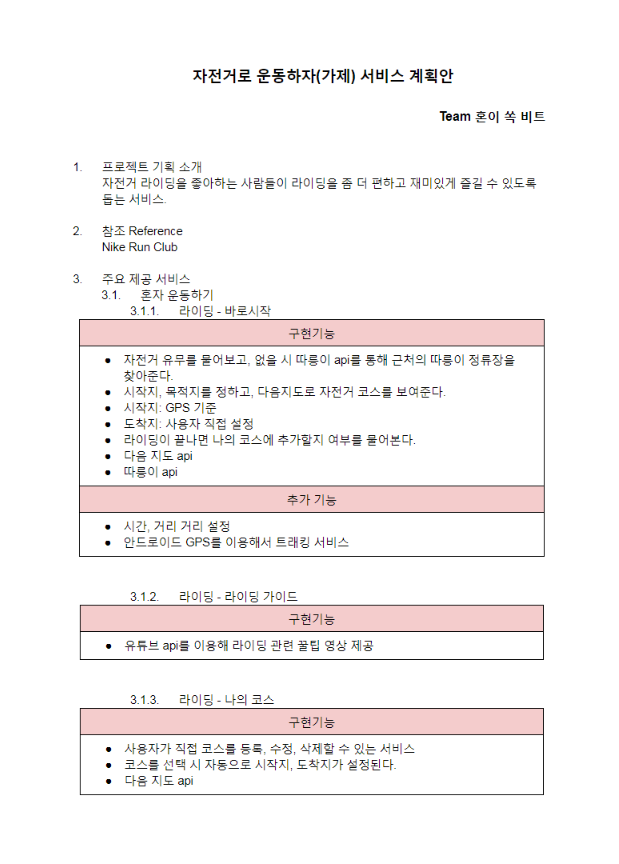 자전거로 운동하자(가제) 서비스 계획안
Team 혼이 쏙 비트
1. 프로젝트 기획 소개
자전거 라이딩을 좋아하는 사람들이 라이딩을 좀 더 편하고 재미있게 즐길 수 있도록
돕는 서비스.
2. 참조 Reference
Nike Run Club
3. 주요 제공 서비스
3.1. 혼자 운동하기
3.1.1. 라이딩 - 바로시작
구현기능
● 자전거 유무를 물어보고, 없을 시 따릉이 api를 통해 근처의 따릉이 정류장을
찾아준다.
● 시작지, 목적지를 정하고, 다음지도로 자전거 코스를 보여준다.
● 시작지: GPS 기준
● 도착지: 사용자 직접 설정
● 라이딩이 끝나면 나의 코스에 추가할지 여부를 물어본다.
● 다음 지도 api
● 따릉이 api
추가 기능
● 시간, 거리 거리 설정
● 안드로이드 GPS를 이용해서 트래킹 서비스
3.1.2. 라이딩 - 라이딩 가이드
구현기능
● 유튜브 api를 이용해 라이딩 관련 꿀팁 영상 제공
3.1.3. 라이딩 - 나의 코스
구현기능
● 사용자가 직접 코스를 등록, 수정, 삭제할 수 있는 서비스
● 코스를 선택 시 자동으로 시작지, 도착지가 설정된다.
● 다음 지도 api